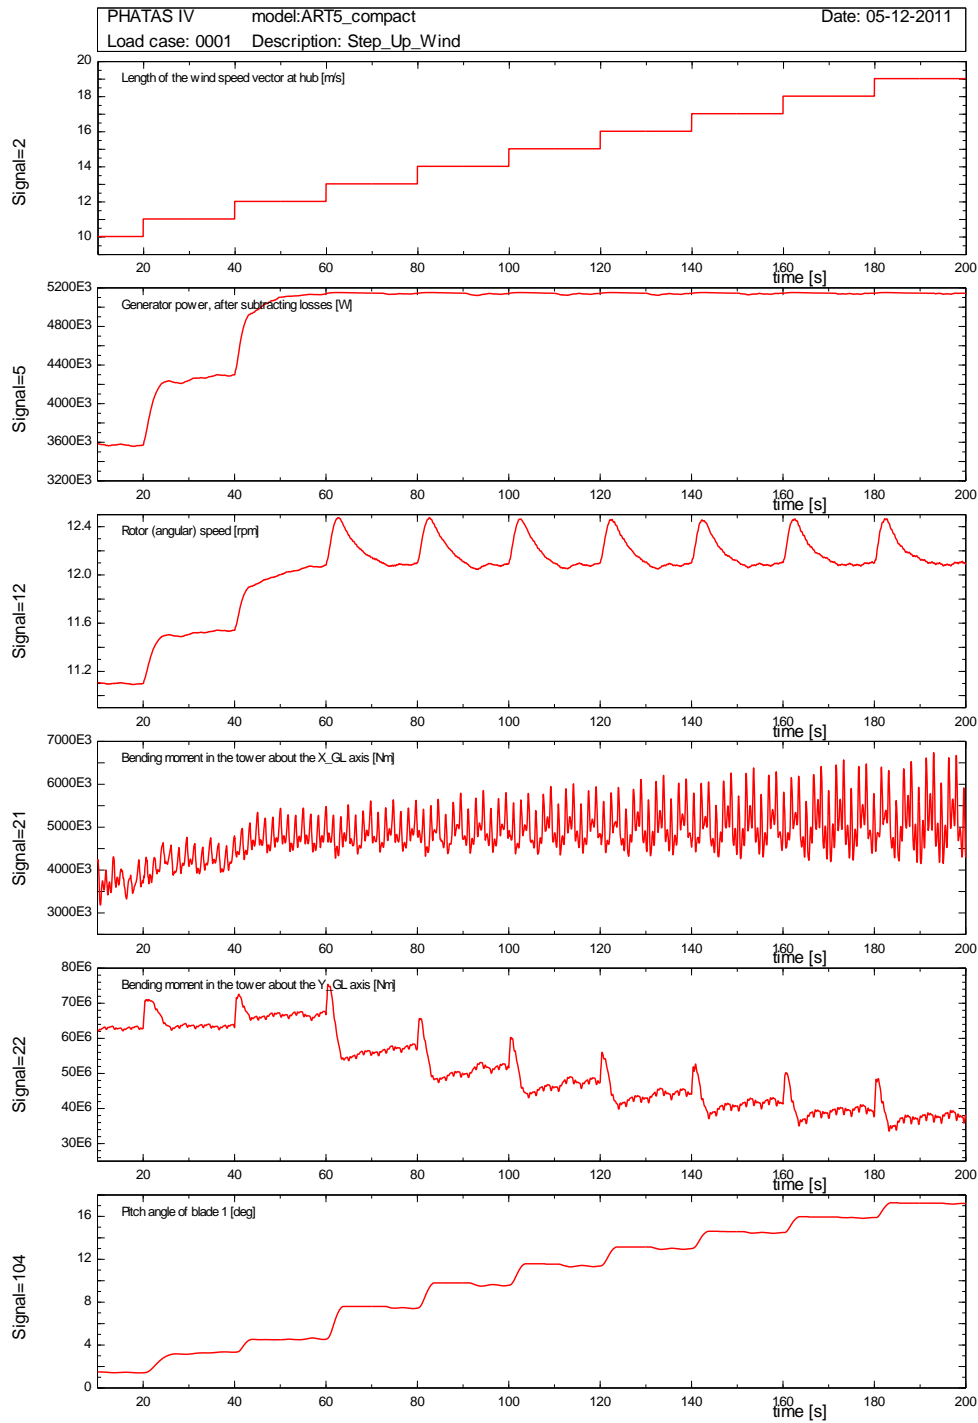 PHATAS IV model:ART5_compact Date: 05-12-2011
Load case: 0001 Description: Step_Up_Wind
Signal=2
Length of the wind speed vector at hub [m/s]
20
18
16
14
12
10
20 40 60 80 100 120 140 160 180 200
time [s]
Signal=5
Generator power, after subtracting losses [W]
5200E3
4800E3
4400E3
4000E3
3600E3
3200E3
20 40 60 80 100 120 140 160 180 200
time [s]
Signal=12
Rotor (angular) speed [rpm]
12.4
12.0
11.6
11.2
20 40 60 80 100 120 140 160 180 200
time [s]
Signal=21
Bending moment in the tower about the X_GL axis [Nm]
7000E3
6000E3
5000E3
4000E3
3000E3
20 40 60 80 100 120 140 160 180 200
time [s]
Signal=22
Bending moment in the tower about the Y_GL axis [Nm]
80E6
70E6
60E6
50E6
40E6
30E6
20 40 60 80 100 120 140 160 180 200
time [s]
Signal=104
Pitch angle of blade 1 [deg]
16
12
8
4
0
20 40 60 80 100 120 140 160 180 200
time [s]